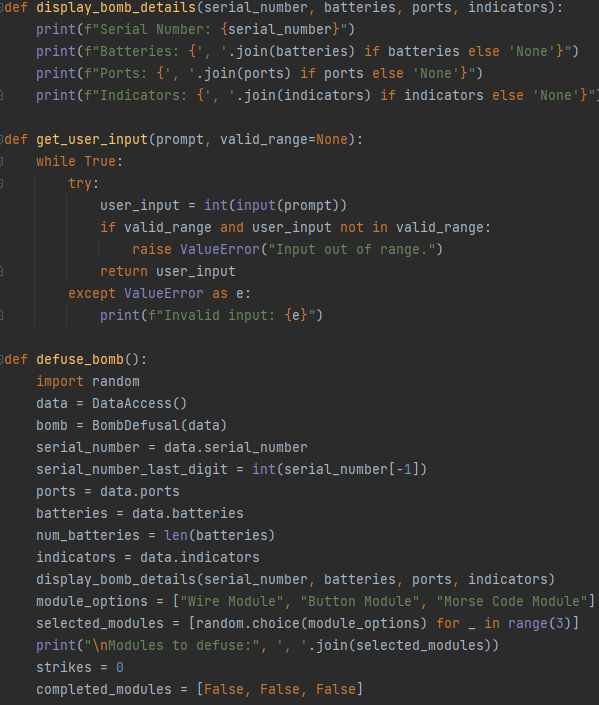 def display_bomb_details(serial_number, batteries, ports, indicators):
    print(f"Serial Number: {serial_number}")
    print(f"Batteries: {', '.join(batteries) if batteries else 'None'}")
    print(f"Ports: {', '.join(ports) if ports else 'None'}")
    print(f"Indicators: {', '.join(indicators) if indicators else 'None'}")

def get_user_input(prompt, valid_range=None):
    while True:
        try:
            user_input = int(input(prompt))
            if valid_range and user_input not in valid_range:
                raise ValueError("Input out of range.")
            return user_input
        except ValueError as e:
            print(f"Invalid input: {e}")

def defuse_bomb():
    import random
    data = DataAccess()
    bomb = BombDefusal(data)
    serial_number = data.serial_number
    serial_number_last_digit = int(serial_number[-1])
    ports = data.ports
    batteries = data.batteries
    num_batteries = len(batteries)
    indicators = data.indicators
    display_bomb_details(serial_number, batteries, ports, indicators)
    module_options = ["Wire Module", "Button Module", "Morse Code Module"]
    selected_modules = [random.choice(module_options) for _ in range(3)]
    print("\nModules to defuse:", ', '.join(selected_modules))
    strikes = 0
    completed_modules = [False, False, False]